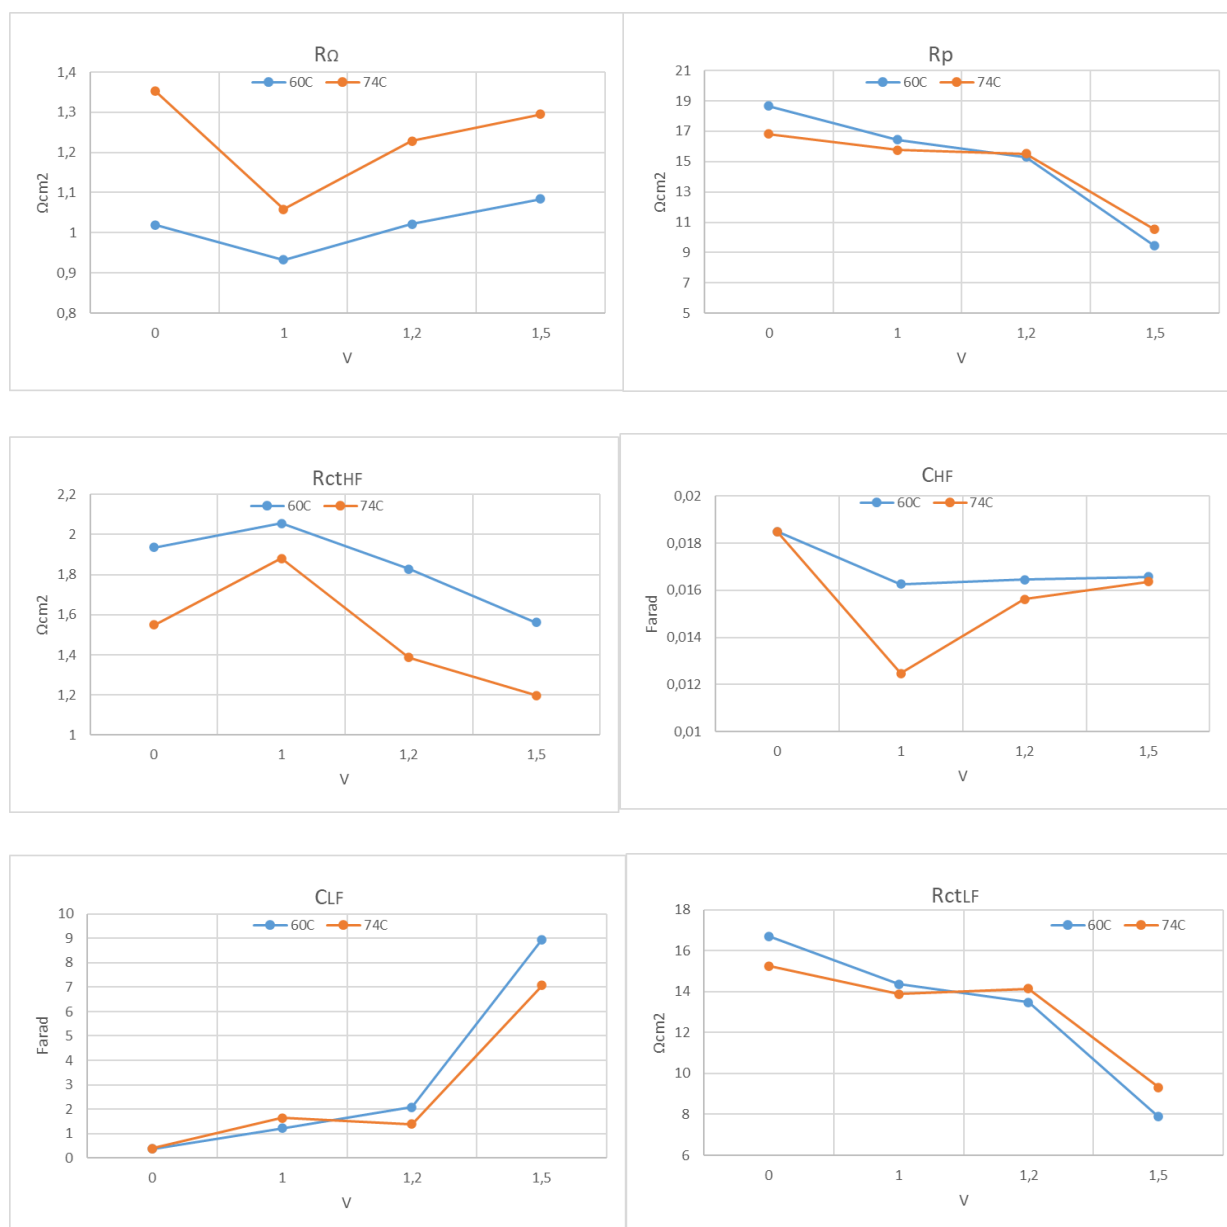 RΩ
60C 74C
1,4
1,3
1,2
1,1
1
0,9
0,8
Ωcm2
0 1 1,2 1,5
V
Rp
60C 74C
21
19
17
15
13
11
9
7
5
Ωcm2
0 1 1,2 1,5
V
RctHF
60C 74C
2,2
2
1,8
1,6
1,4
1,2
1
Ωcm2
0 1 1,2 1,5
V
CHF
60C 74C
0,02
0,018
0,016
0,014
0,012
0,01
Farad
0 1 1,2 1,5
V
CLF
60C 74C
10
9
8
7
6
5
4
3
2
1
0
Farad
0 1 1,2 1,5
V
RctLF
60C 74C
18
16
14
12
10
8
6
Ωcm2
0 1 1,2 1,5
V